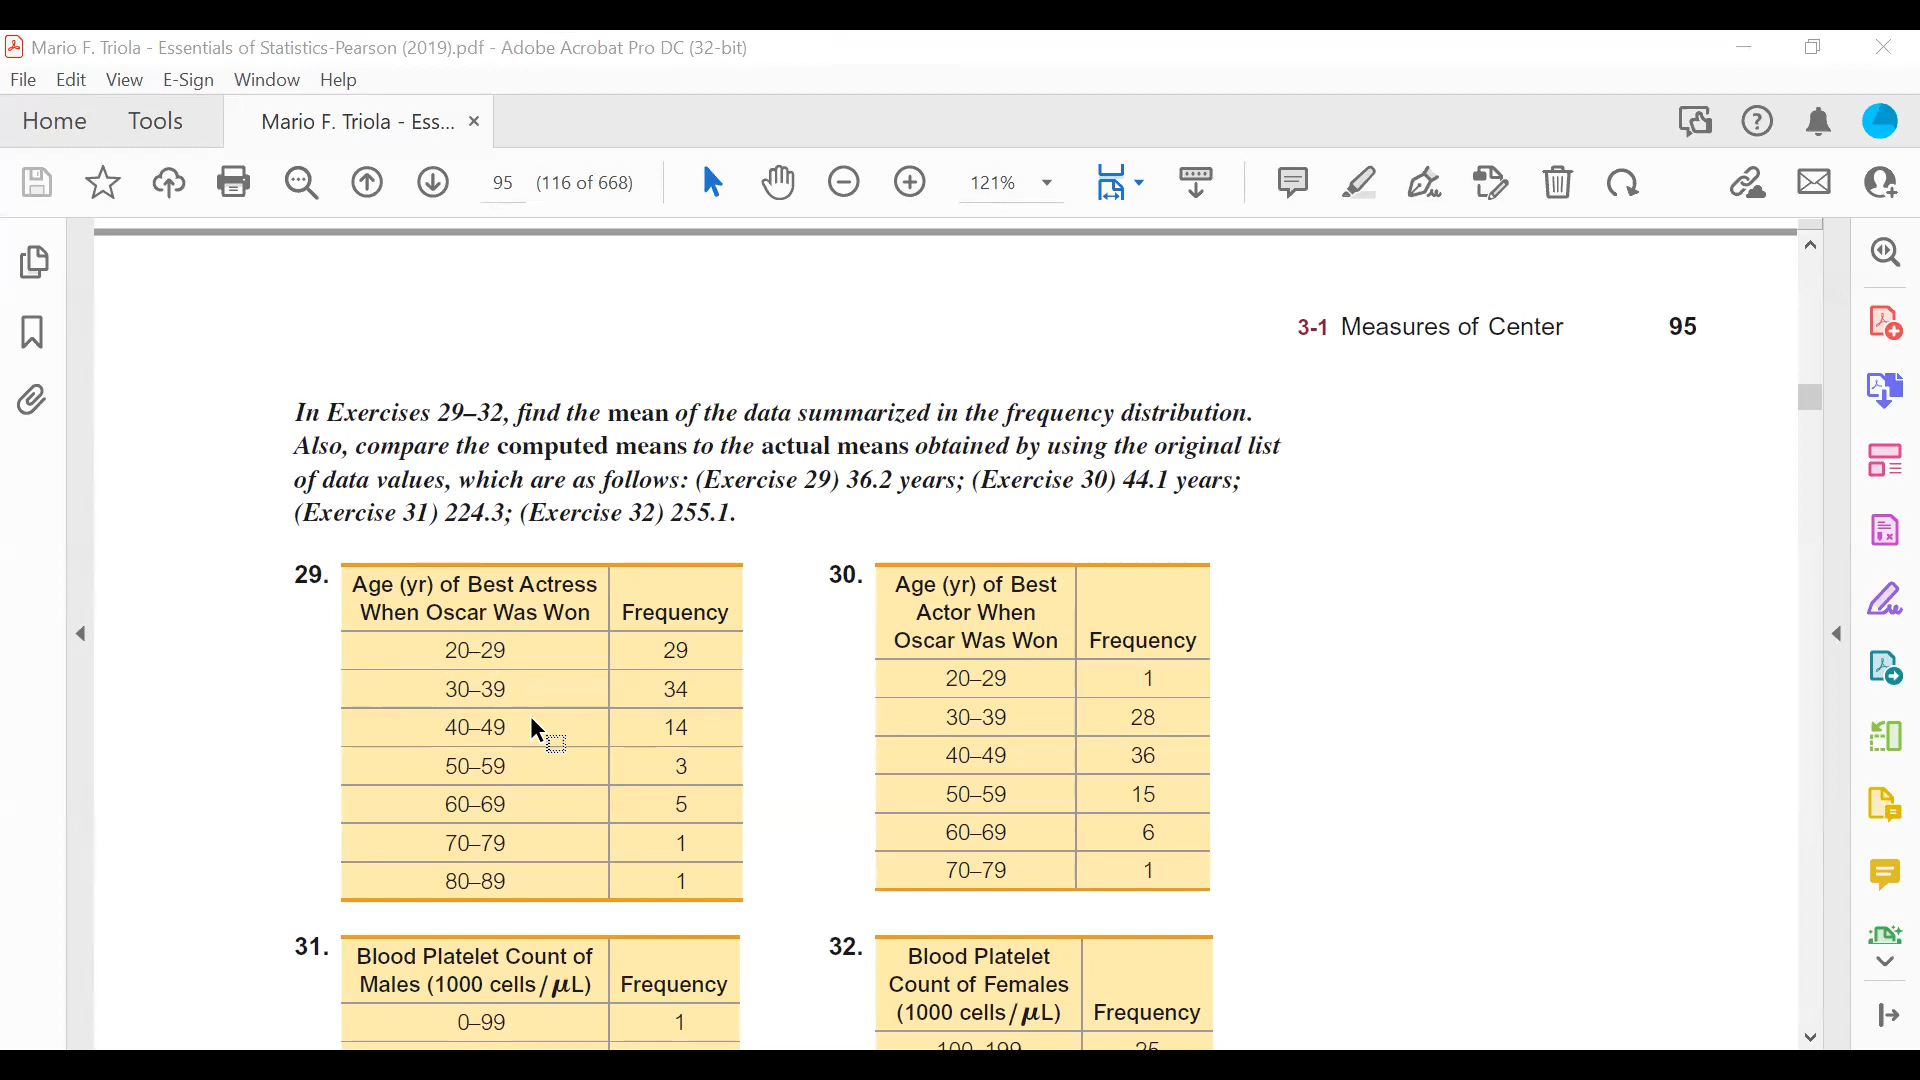 Mario F. Triola - Essentials of Statistics-Pearson (2019).pdf - Adobe Acrobat Pro DC (32-bit)
File Edit View E-Sign Window Help
Home Tools Mario F. Triola - Ess... ×
95 (116 of 668) 121%
3-1 Measures of Center 95
In Exercises 29–32, find the mean of the data summarized in the frequency distribution.
Also, compare the computed means to the actual means obtained by using the original list
of data values, which are as follows: (Exercise 29) 36.2 years; (Exercise 30) 44.1 years;
(Exercise 31) 224.3; (Exercise 32) 255.1.
29.
Age (yr) of Best Actress
When Oscar Was Won Frequency
20–29 29
30–39 34
40–49 14
50–59 3
60–69 5
70–79 1
80–89 1
30.
Age (yr) of Best
Actor When
Oscar Was Won Frequency
20–29 1
30–39 28
40–49 36
50–59 15
60–69 6
70–79 1
31.
Blood Platelet Count of
Males (1000 cells/μL) Frequency
0–99 1
32.
Blood Platelet
Count of Females
(1000 cells/μL) Frequency
100–199 25